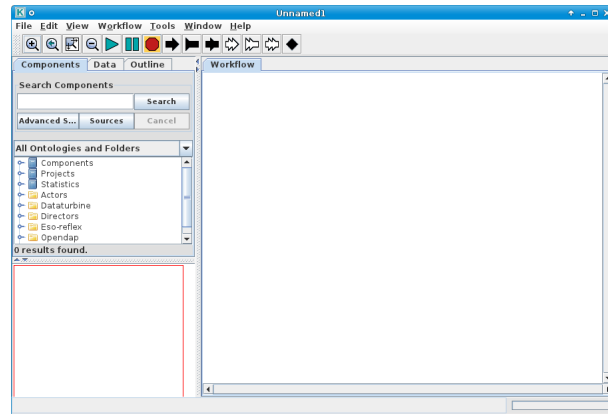 Unnamed1
File Edit View Workflow Tools Window Help
Components Data Outline
Workflow
Search Components
Search
Advanced S... Sources Cancel
All Ontologies and Folders
Components
Projects
Statistics
Actors
Dataturbine
Directors
Eso-reflex
Opendap
0 results found.